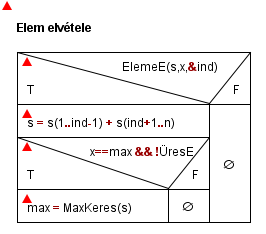 Elem elvétele
ElemeE(s,x,&ind)
T F
s = s(1..ind-1) + s(ind+1..n)
x==max && !ÜresE
T F
∅
max = MaxKeres(s)
∅